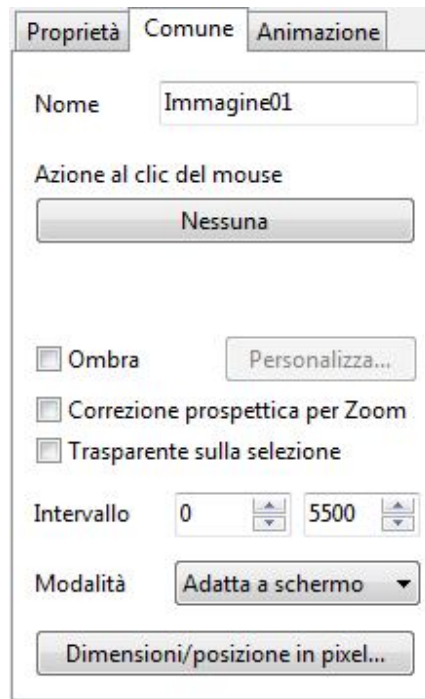 Proprietà Comune Animazione
Nome Immagine01
Azione al clic del mouse
Nessuna
Ombra Personalizza...
Correzione prospettica per Zoom
Trasparente sulla selezione
Intervallo 0 5500
Modalità Adatta a schermo
Dimensioni/posizione in pixel...